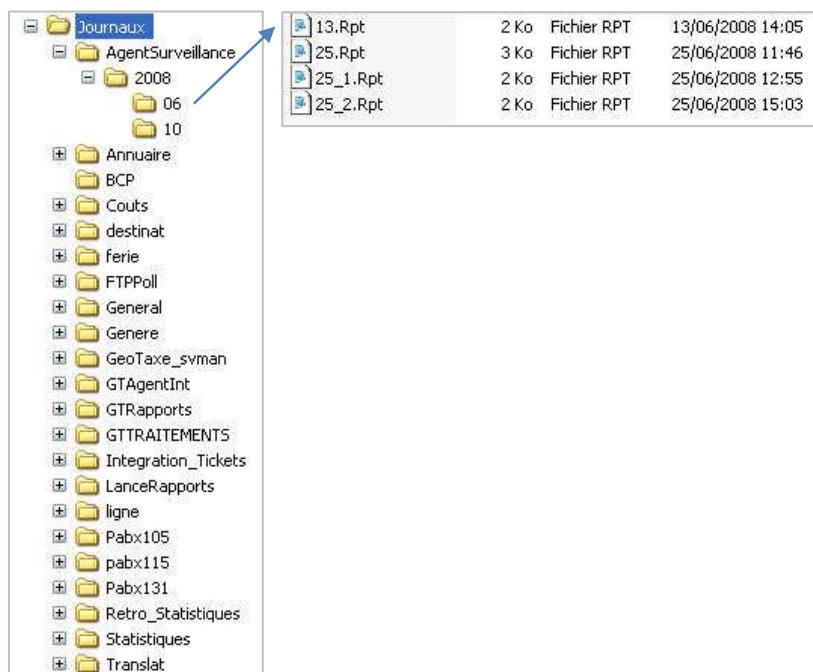 Journaux
AgentSurveillance
2008
06
10
Annuaire
BCP
Couts
destinat
ferie
FTPPoll
General
Genere
GeoTaxe_svman
GTAgentInt
GTRapports
GTTRAITEMENTS
Integration_Tickets
LanceRapports
ligne
Pabx105
pabx115
Pabx131
Retro_Statistiques
Statistiques
Translat
13.Rpt 2 Ko Fichier RPT 13/06/2008 14:05
25.Rpt 3 Ko Fichier RPT 25/06/2008 11:46
25_1.Rpt 2 Ko Fichier RPT 25/06/2008 12:55
25_2.Rpt 2 Ko Fichier RPT 25/06/2008 15:03